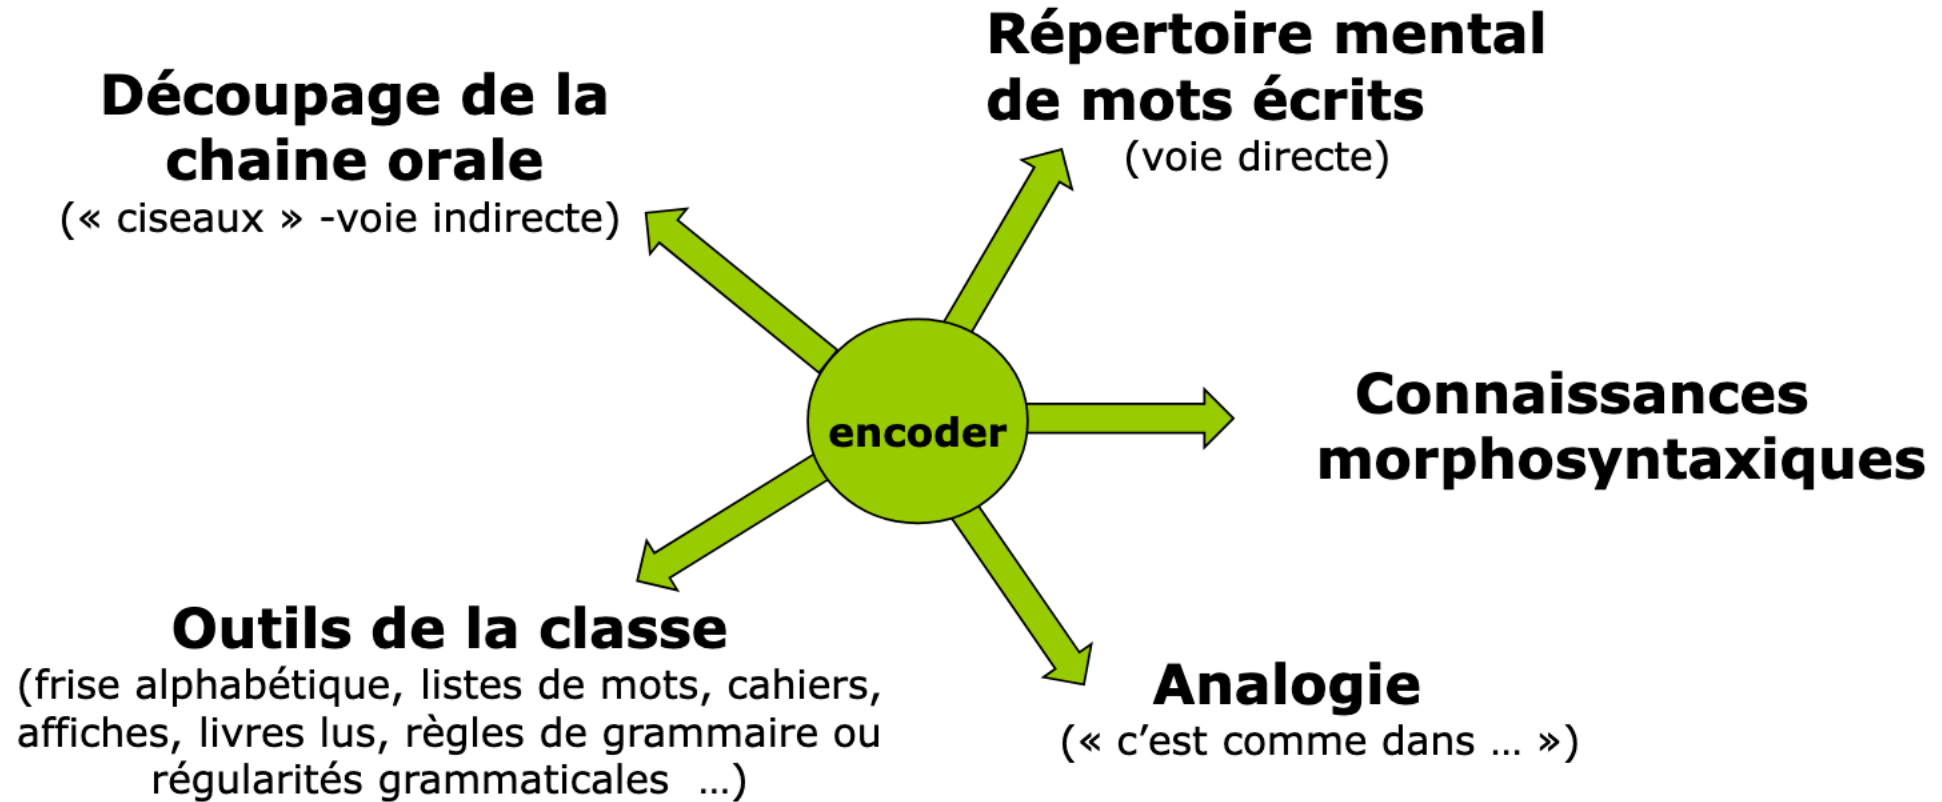 Découpage de la
chaine orale
(« ciseaux » -voie indirecte)
Répertoire mental
de mots écrits
(voie directe)
encoder
Connaissances
morphosyntaxiques
Outils de la classe
(frise alphabétique, listes de mots, cahiers,
affiches, livres lus, règles de grammaire ou
régularités grammaticales  ...)
Analogie
(« c’est comme dans ... »)